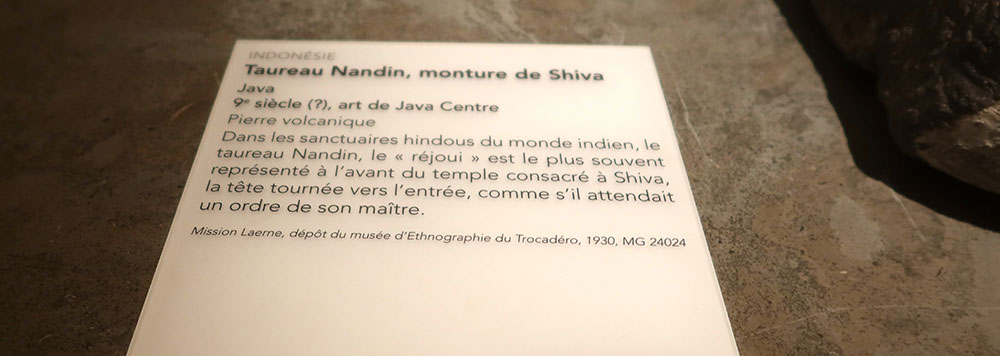 INDONÉSIE
Taureau Nandin, monture de Shiva
Java
9e siècle (?), art de Java Centre
Pierre volcanique
Dans les sanctuaires hindous du monde indien, le
taureau Nandin, le « réjoui » est le plus souvent
représenté à l'avant du temple consacré à Shiva,
la tête tournée vers l'entrée, comme s'il attendait
un ordre de son maître.
Mission Laerne, dépôt du musée d'Ethnographie du Trocadéro, 1930, MG 24024